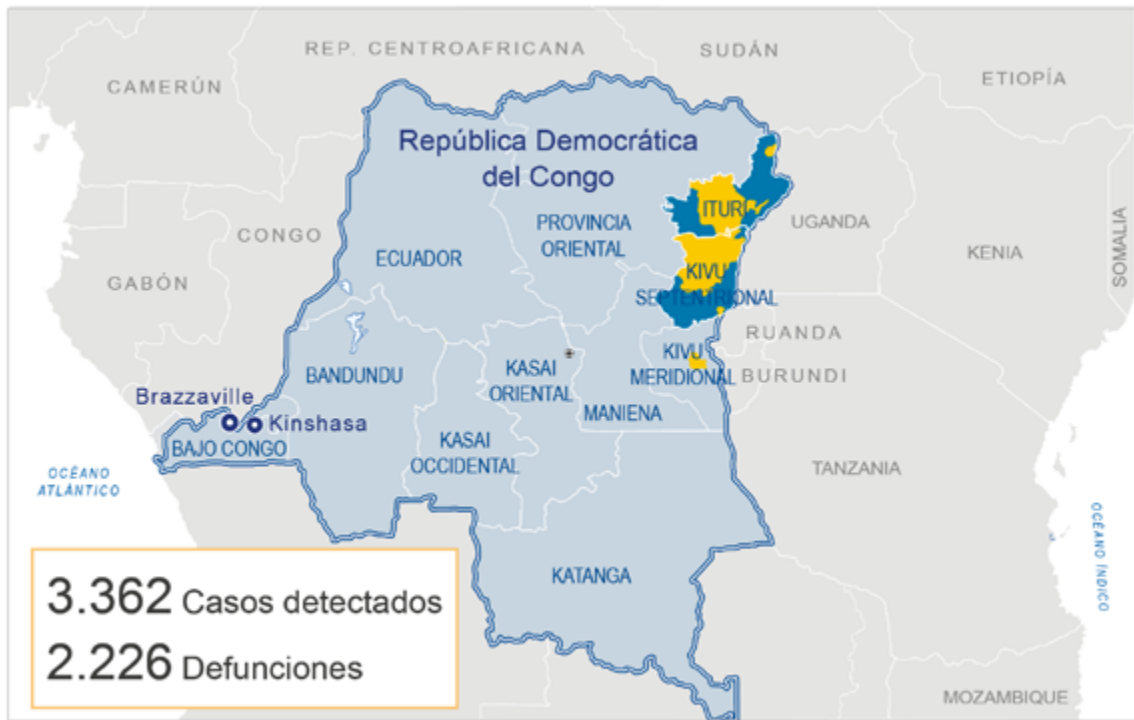 REP. CENTROAFRICANA
SUDÁN
ETIOPÍA
CAMERÚN
República Democrática
del Congo
ITURI
UGANDA
PROVINCIA
ORIENTAL
CONGO
ECUADOR
KENIA
SOMALIA
GABÓN
KIVU
SEPTENTRIONAL
RUANDA
KIVU
MERIDIONAL
BURUNDI
BANDUNDU
KASAI
ORIENTAL
MANIENA
Brazzaville
Kinshasa
BAJO CONGO
KASAI
OCCIDENTAL
TANZANIA
OCÉANO
ATLÁNTICO
OCÉANO ÍNDICO
KATANGA
3.362 Casos detectados
2.226 Defunciones
MOZAMBIQUE